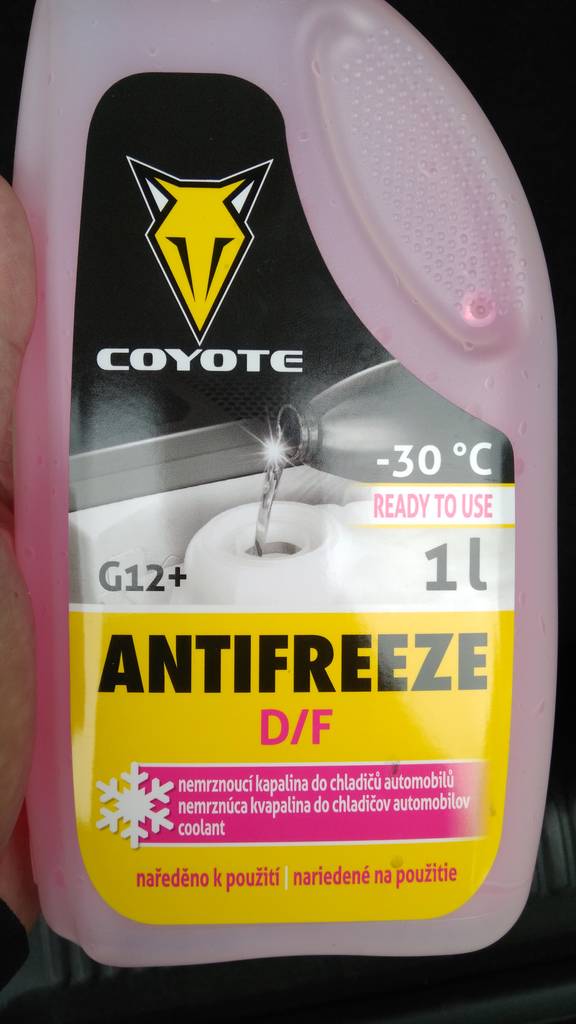 COYOTE
-30 °C
READY TO USE
G12+
1 l
ANTIFREEZE
D/F
nemrznoucí kapalina do chladičů automobilů
nemrznúca kvapalina do chladičov automobilov
coolant
naředěno k použití | nariedené na použitie